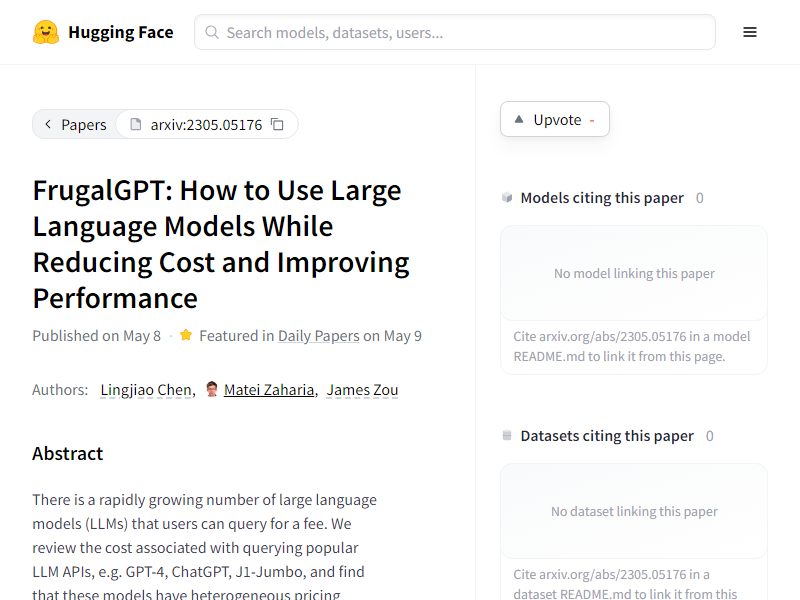 Hugging Face
Search models, datasets, users...
Papers
arxiv:2305.05176
FrugalGPT: How to Use Large
Language Models While
Reducing Cost and Improving
Performance
Published on May 8 · Featured in Daily Papers on May 9
Authors: Lingjiao Chen, Matei Zaharia, James Zou
Abstract
There is a rapidly growing number of large language
models (LLMs) that users can query for a fee. We
review the cost associated with querying popular
LLM APIs, e.g. GPT-4, ChatGPT, J1-Jumbo, and find
that these models have heterogeneous pricing
Upvote -
Models citing this paper 0
No model linking this paper
Cite arxiv.org/abs/2305.05176 in a model
README.md to link it from this page.
Datasets citing this paper 0
No dataset linking this paper
Cite arxiv.org/abs/2305.05176 in a
dataset README.md to link it from this